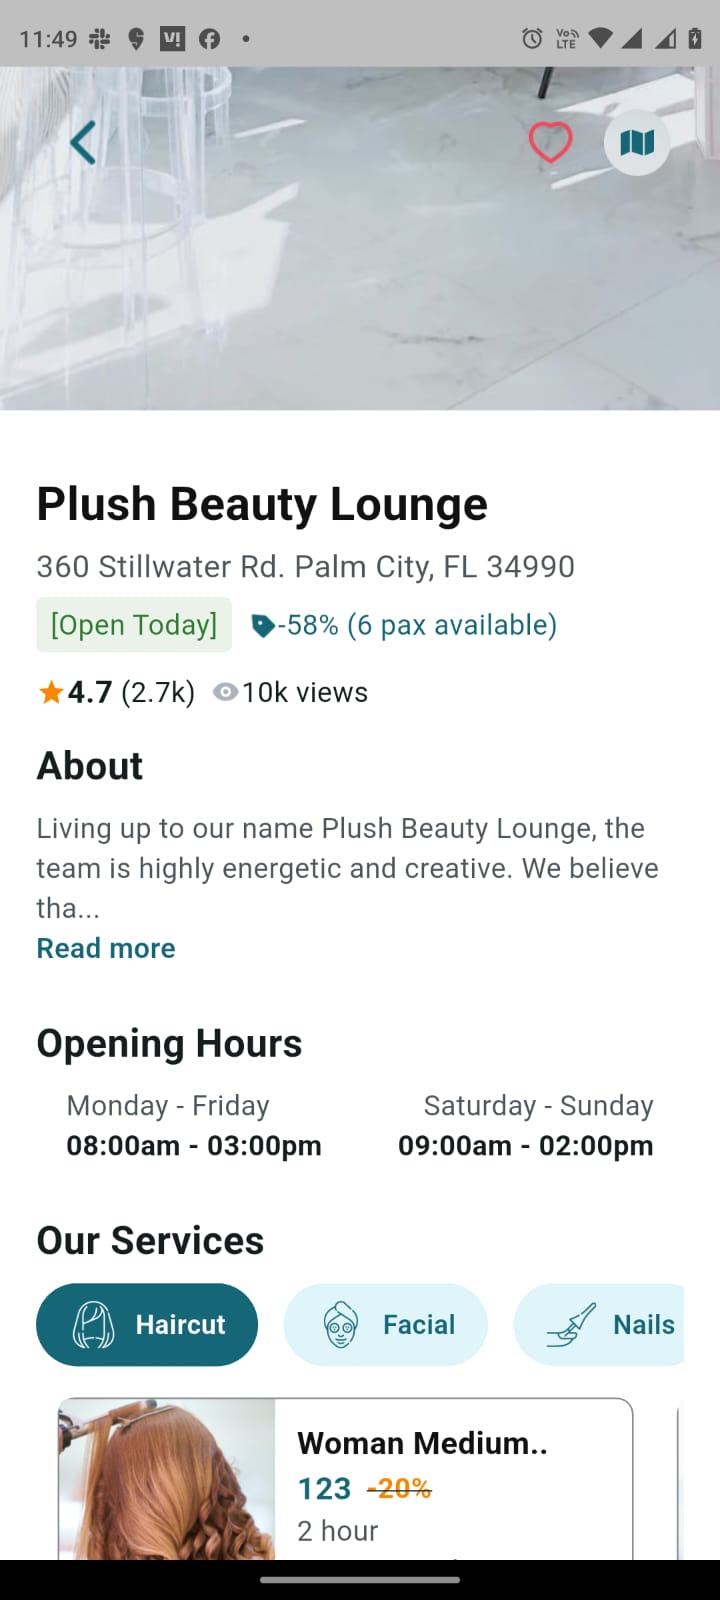 11:49
Vo)) LTE
Plush Beauty Lounge
360 Stillwater Rd. Palm City, FL 34990
[Open Today] -58% (6 pax available)
4.7 (2.7k) 10k views
About
Living up to our name Plush Beauty Lounge, the
team is highly energetic and creative. We believe
tha...
Read more
Opening Hours
Monday - Friday Saturday - Sunday
08:00am - 03:00pm 09:00am - 02:00pm
Our Services
Haircut Facial Nails
Woman Medium..
123 -20%
2 hour